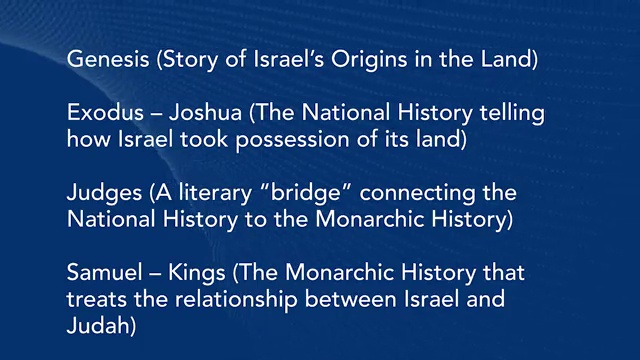 Genesis (Story of Israel’s Origins in the Land)
Exodus – Joshua (The National History telling
how Israel took possession of its land)
Judges (A literary “bridge” connecting the
National History to the Monarchic History)
Samuel – Kings (The Monarchic History that
treats the relationship between Israel and
Judah)